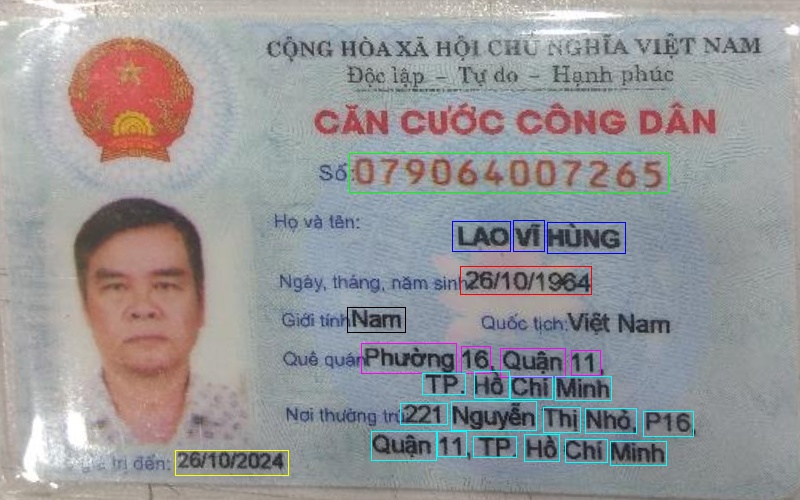 CỘNG HÒA XÃ HỘI CHỦ NGHĨA VIỆT NAM
Độc lập – Tự do – Hạnh phúc
CĂN CƯỚC CÔNG DÂN
Số: 079064007265
Họ và tên:
LAO VĨ HÙNG
Ngày, tháng, năm sinh: 26/10/1964
Giới tính: Nam Quốc tịch: Việt Nam
Quê quán: Phường 16, Quận 11,
TP. Hồ Chí Minh
Nơi thường trú: 221 Nguyễn Thị Nhỏ, P16,
Quận 11, TP. Hồ Chí Minh
giá trị đến: 26/10/2024